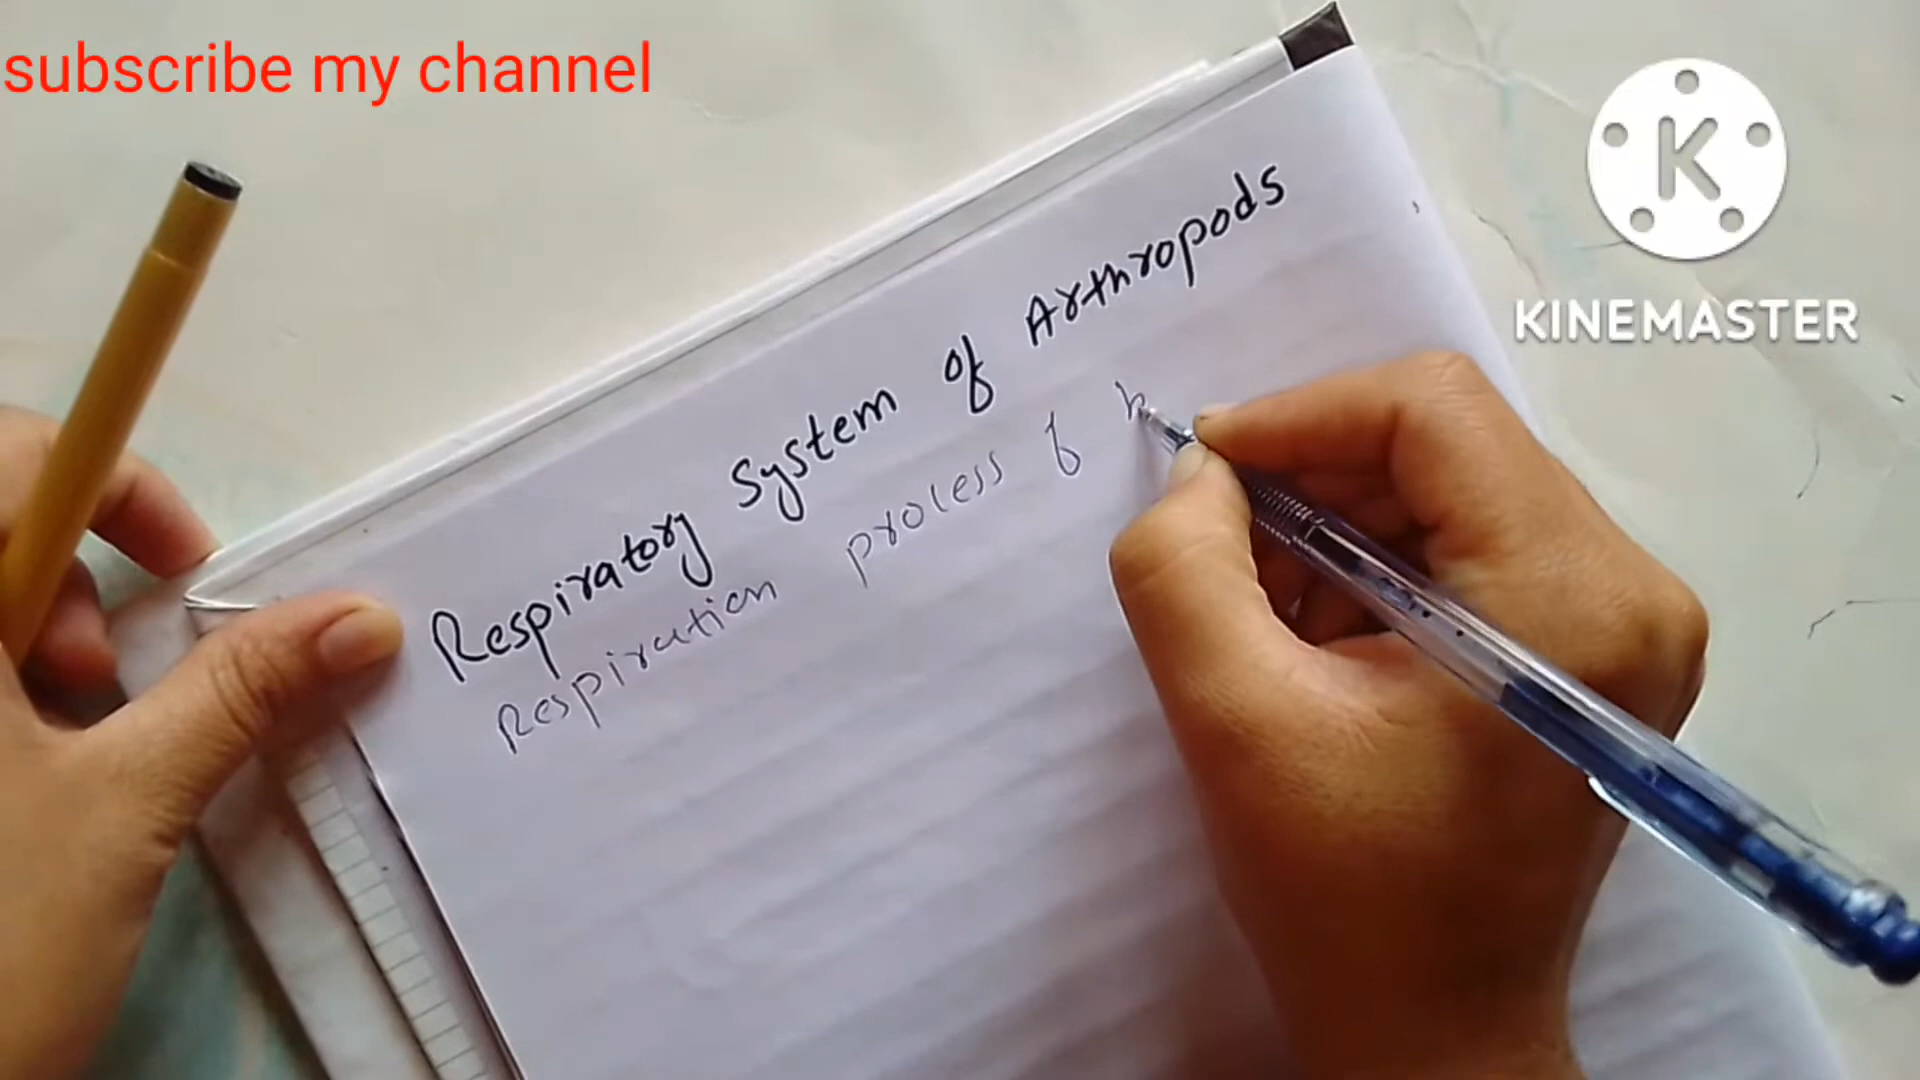 subscribe my channel
KINEMASTER
Respiratory System of Arthropods
Respiration process of